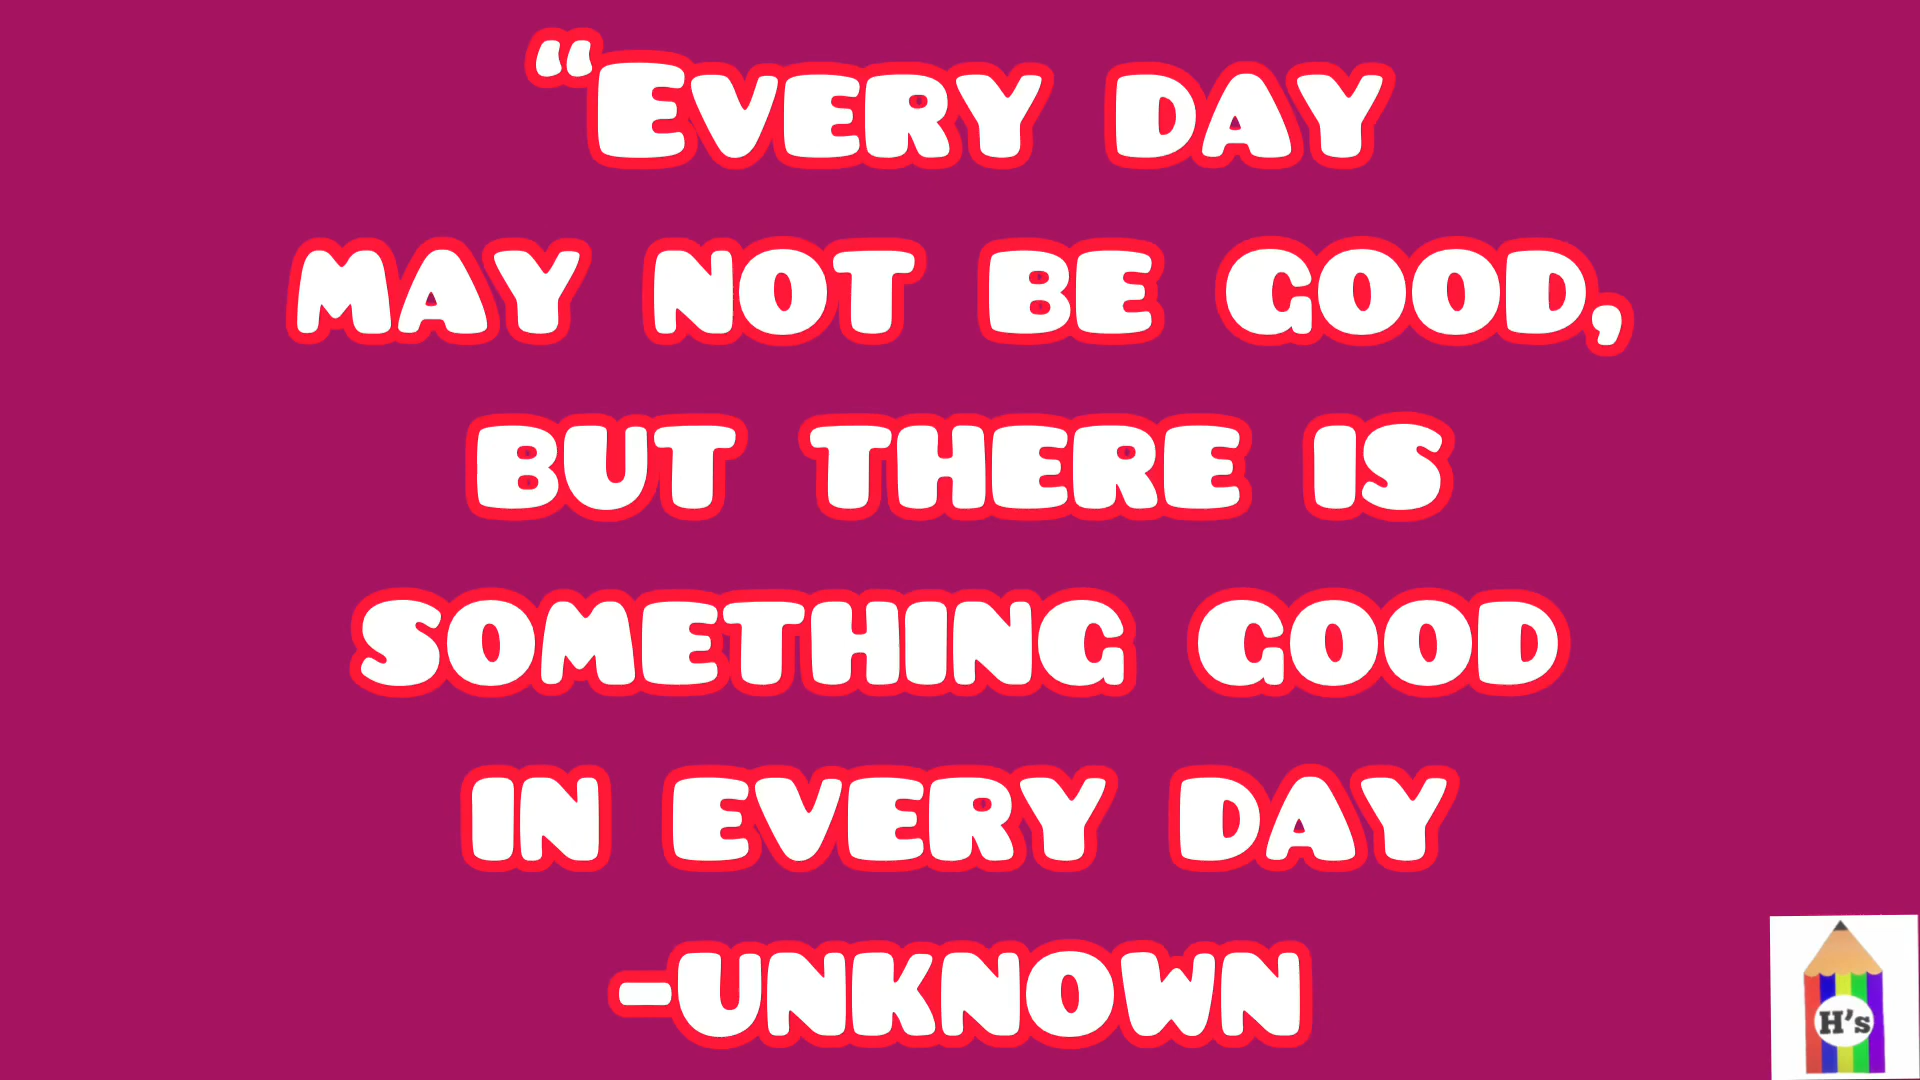 “Every day
may not be good,
but there is
something good
in every day
-Unknown
H's